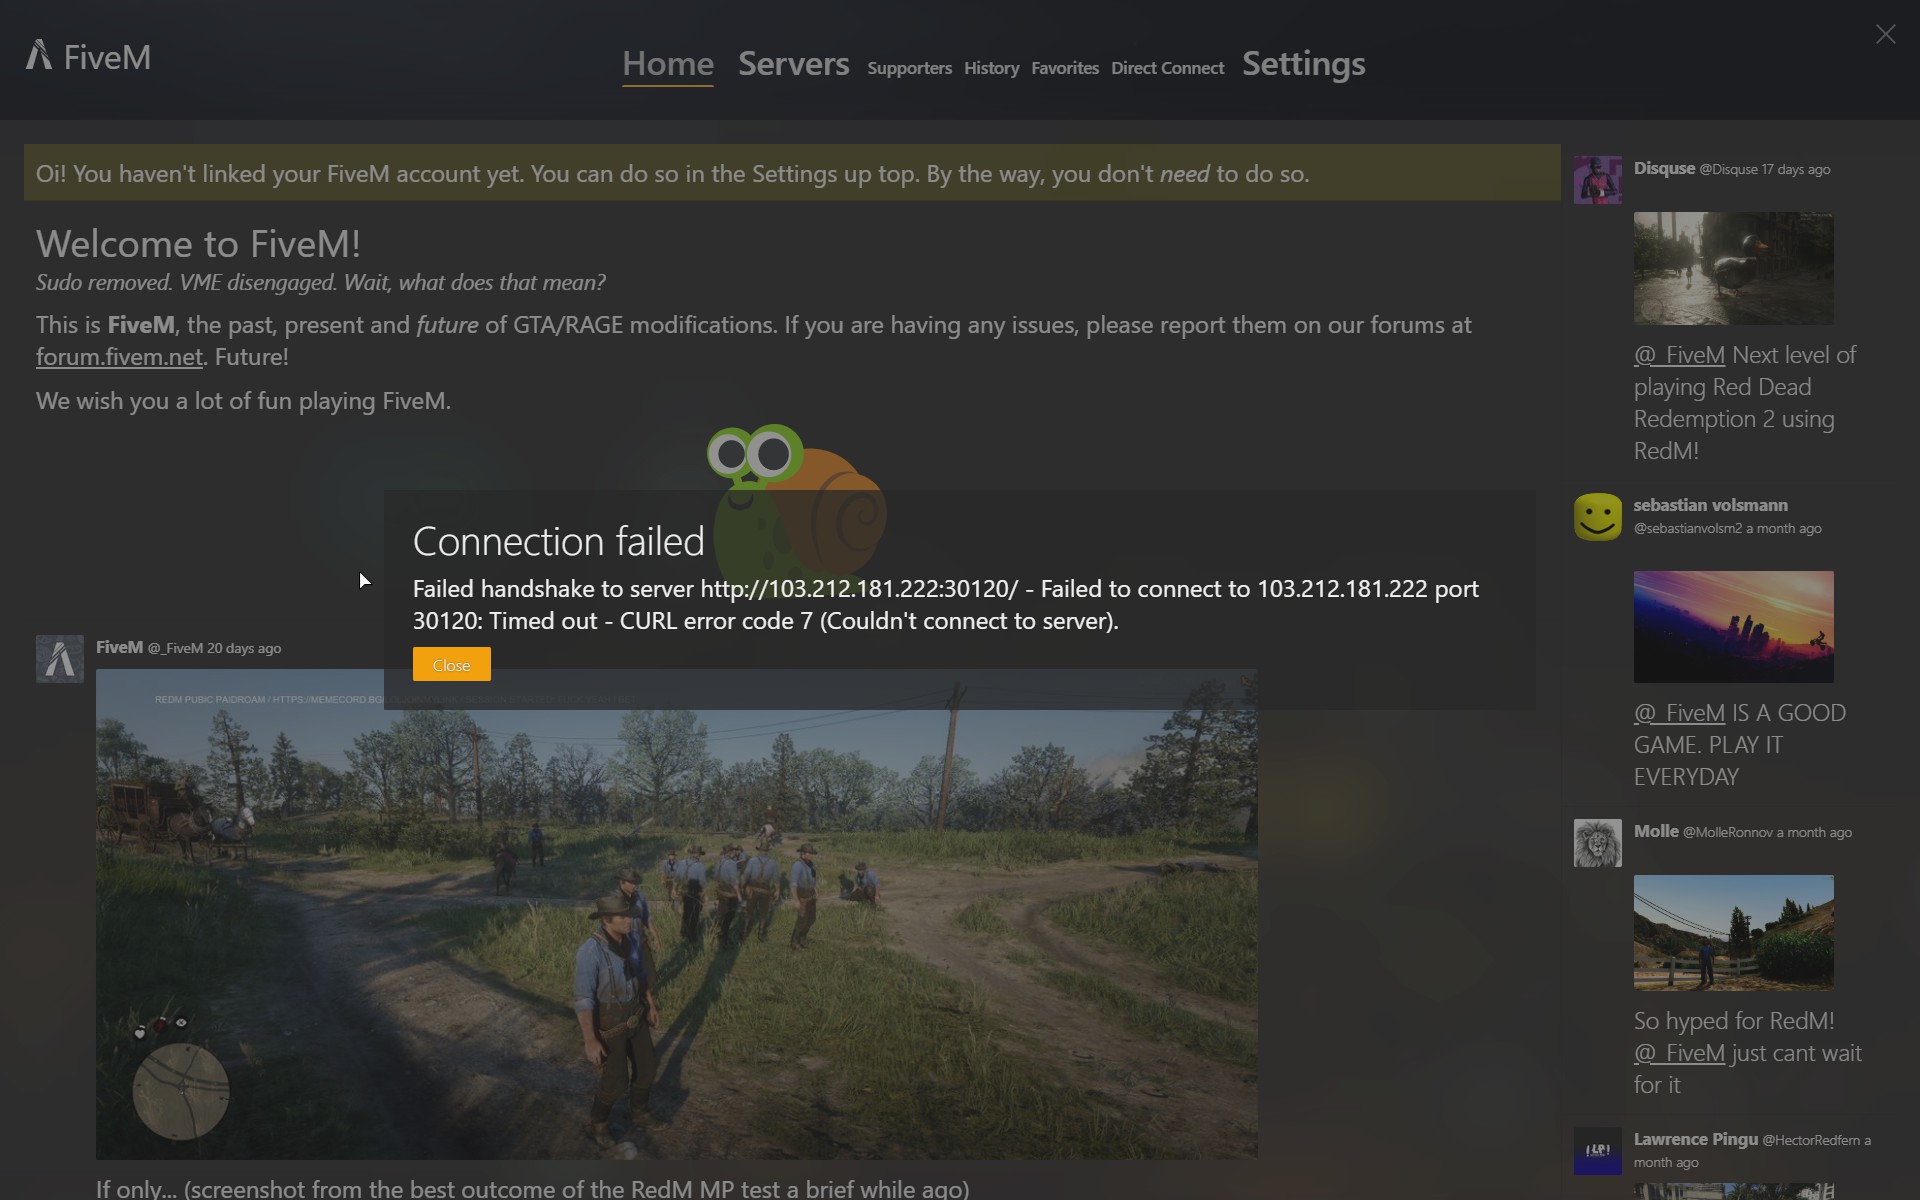 FiveM
Home Servers Supporters History Favorites Direct Connect Settings
Oi! You haven't linked your FiveM account yet. You can do so in the Settings up top. By the way, you don't need to do so.
Welcome to FiveM!
Sudo removed. VME disengaged. Wait, what does that mean?
This is FiveM, the past, present and future of GTA/RAGE modifications. If you are having any issues, please report them on our forums at
forum.fivem.net. Future!
We wish you a lot of fun playing FiveM.
Connection failed
Failed handshake to server http://103.212.181.222:30120/ - Failed to connect to 103.212.181.222 port
30120: Timed out - CURL error code 7 (Couldn't connect to server).
Close
FiveM @_FiveM 20 days ago
REDM PUBIC PAIDROAM / HTTPS://MEMECORD.BG
If only... (screenshot from the best outcome of the RedM MP test a brief while ago)
Disquse @Disquse 17 days ago
@_FiveM Next level of
playing Red Dead
Redemption 2 using
RedM!
sebastian volsmann
@sebastianvolsm2 a month ago
@_FiveM IS A GOOD
GAME. PLAY IT
EVERYDAY
Molle @MolleRonnov a month ago
So hyped for RedM!
@_FiveM just cant wait
for it
!LP!
Lawrence Pingu @HectorRedfern a
month ago